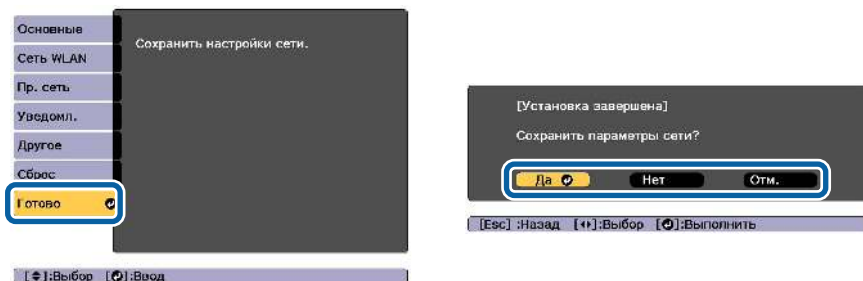 Основные
Сеть WLAN
Пр. сеть
Уведомл.
Другое
Сброс
Готово
Сохранить настройки сети.
[⬍]:Выбор [↵]:Ввод
[Установка завершена]
Сохранить параметры сети?
Да ↵ Нет Отм.
[Esc] :Назад [◂▸]:Выбор [↵]:Выполнить